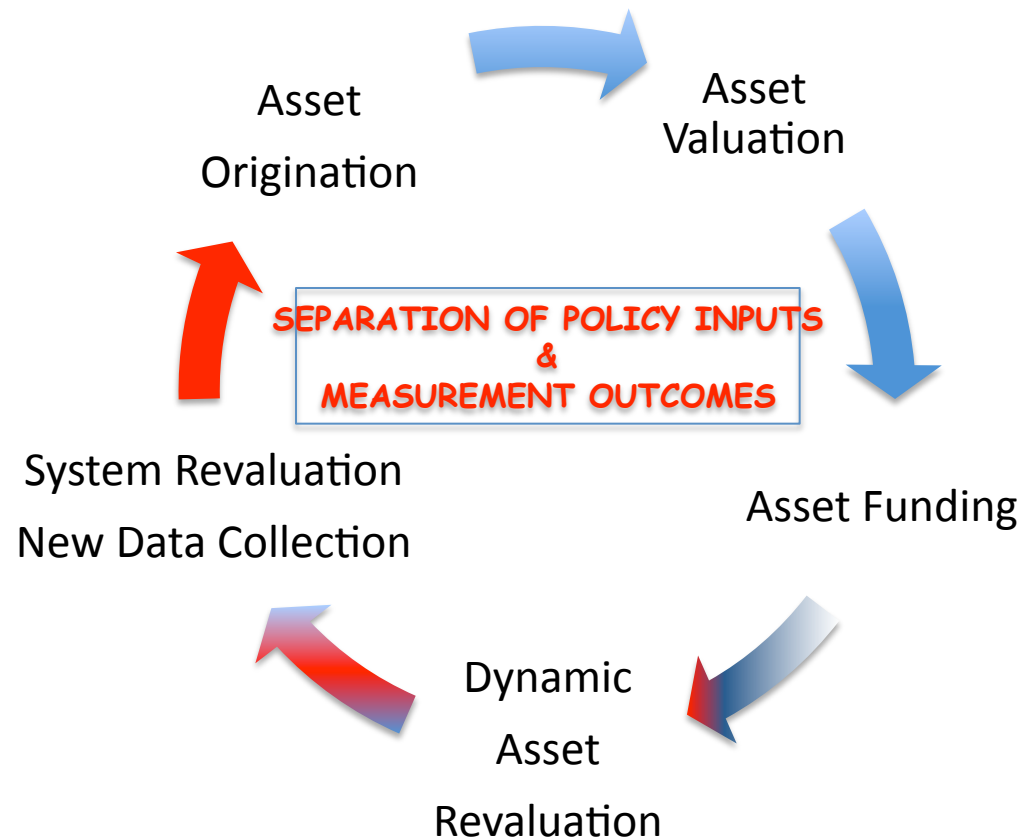 Asset
Origination
Asset
Valuation
SEPARATION OF POLICY INPUTS
&
MEASUREMENT OUTCOMES
System Revaluation
New Data Collection
Asset Funding
Dynamic
Asset
Revaluation